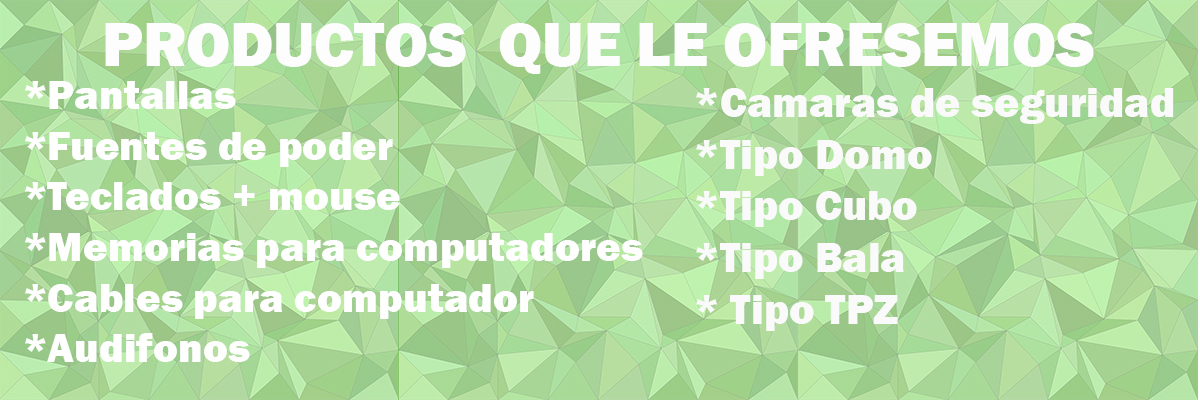 PRODUCTOS QUE LE OFRESEMOS
*Pantallas
*Fuentes de poder
*Teclados + mouse
*Memorias para computadores
*Cables para computador
*Audifonos
*Camaras de seguridad
*Tipo Domo
*Tipo Cubo
*Tipo Bala
* Tipo TPZ